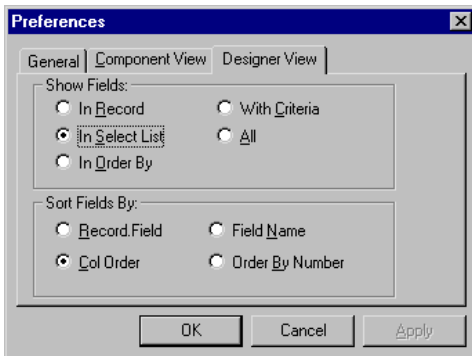 Preferences
General Component View Designer View
Show Fields:
In Record With Criteria
In Select List All
In Order By
Sort Fields By:
Record.Field Field Name
Col Order Order By Number
OK Cancel Apply